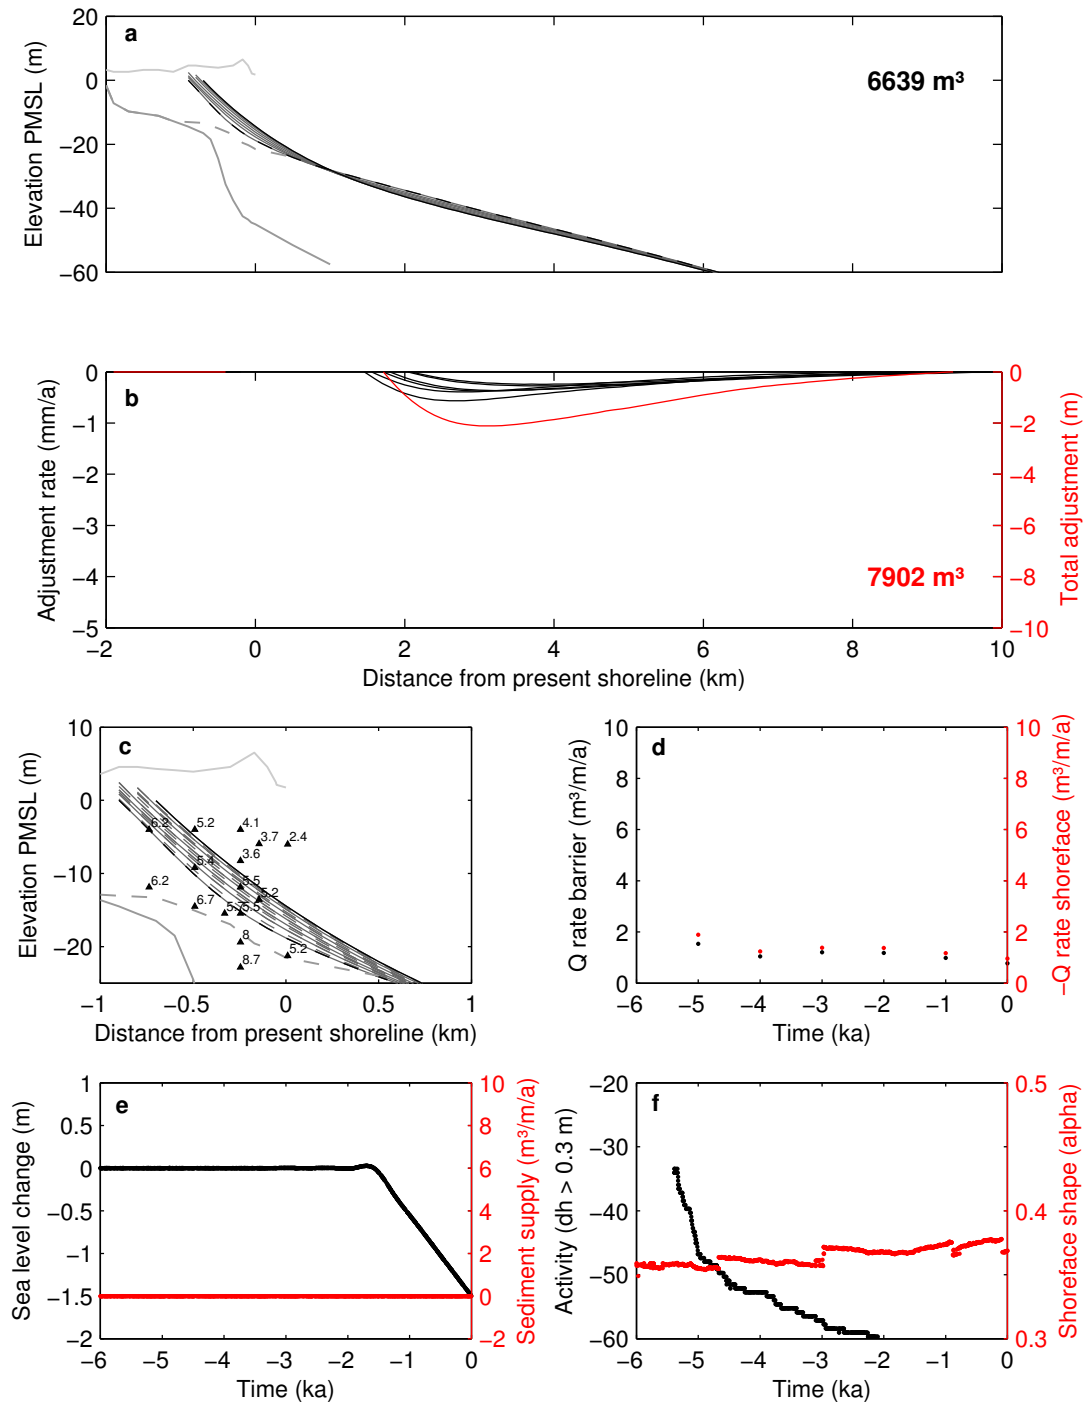 a
6639 m³
Elevation PMSL (m)
20
0
−20
−40
−60
b
7902 m³
Adjustment rate (mm/a)
0
−1
−2
−3
−4
−5
Total adjustment (m)
0
−2
−4
−6
−8
−10
−2 0 2 4 6 8 10
Distance from present shoreline (km)
c
Elevation PMSL (m)
10
0
−10
−20
6.2
5.2
4.1
3.7
2.4
3.6
5.4
6.2
5.5
5.2
6.7
5.7
5.5
8
5.2
8.7
−1 −0.5 0 0.5 1
Distance from present shoreline (km)
d
Q rate barrier (m³/m/a)
10
8
6
4
2
0
−Q rate shoreface (m³/m/a)
10
8
6
4
2
0
−6 −5 −4 −3 −2 −1 0
Time (ka)
e
Sea level change (m)
1
0.5
0
−0.5
−1
−1.5
−2
Sediment supply (m³/m/a)
10
8
6
4
2
0
−2
−6 −5 −4 −3 −2 −1 0
Time (ka)
f
Activity (dh > 0.3 m)
−20
−30
−40
−50
−60
Shoreface shape (alpha)
0.5
0.4
0.3
−6 −5 −4 −3 −2 −1 0
Time (ka)